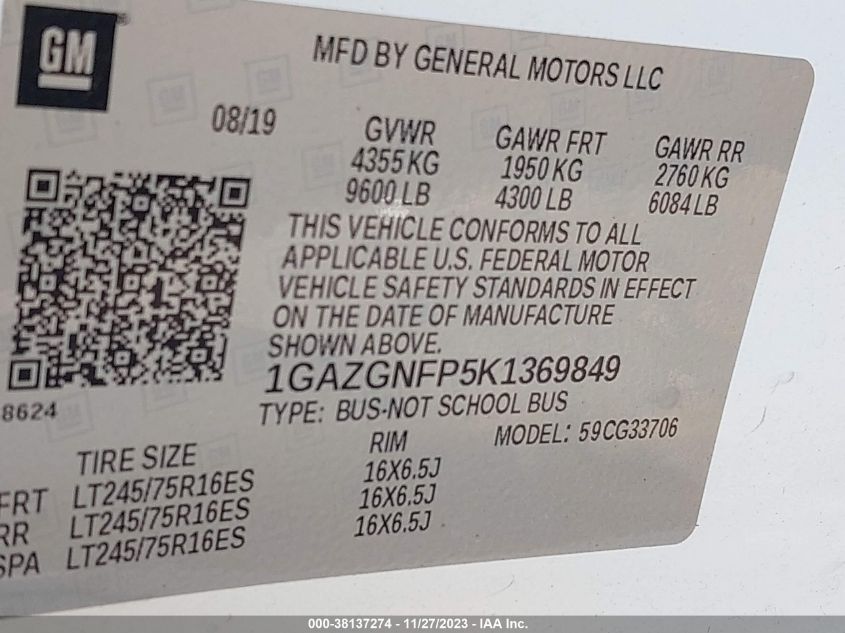 GM
MFD BY GENERAL MOTORS LLC
08/19
GVWR GAWR FRT GAWR RR
4355 KG 1950 KG 2760 KG
9600 LB 4300 LB 6084 LB
THIS VEHICLE CONFORMS TO ALL
APPLICABLE U.S. FEDERAL MOTOR
VEHICLE SAFETY STANDARDS IN EFFECT
ON THE DATE OF MANUFACTURE
SHOWN ABOVE.
1GAZGNFP5K1369849
8624
TYPE: BUS-NOT SCHOOL BUS
MODEL: 59CG33706
TIRE SIZE RIM
FRT LT245/75R16ES 16X6.5J
RR LT245/75R16ES 16X6.5J
SPA LT245/75R16ES 16X6.5J
000-38137274 - 11/27/2023 - IAA Inc.